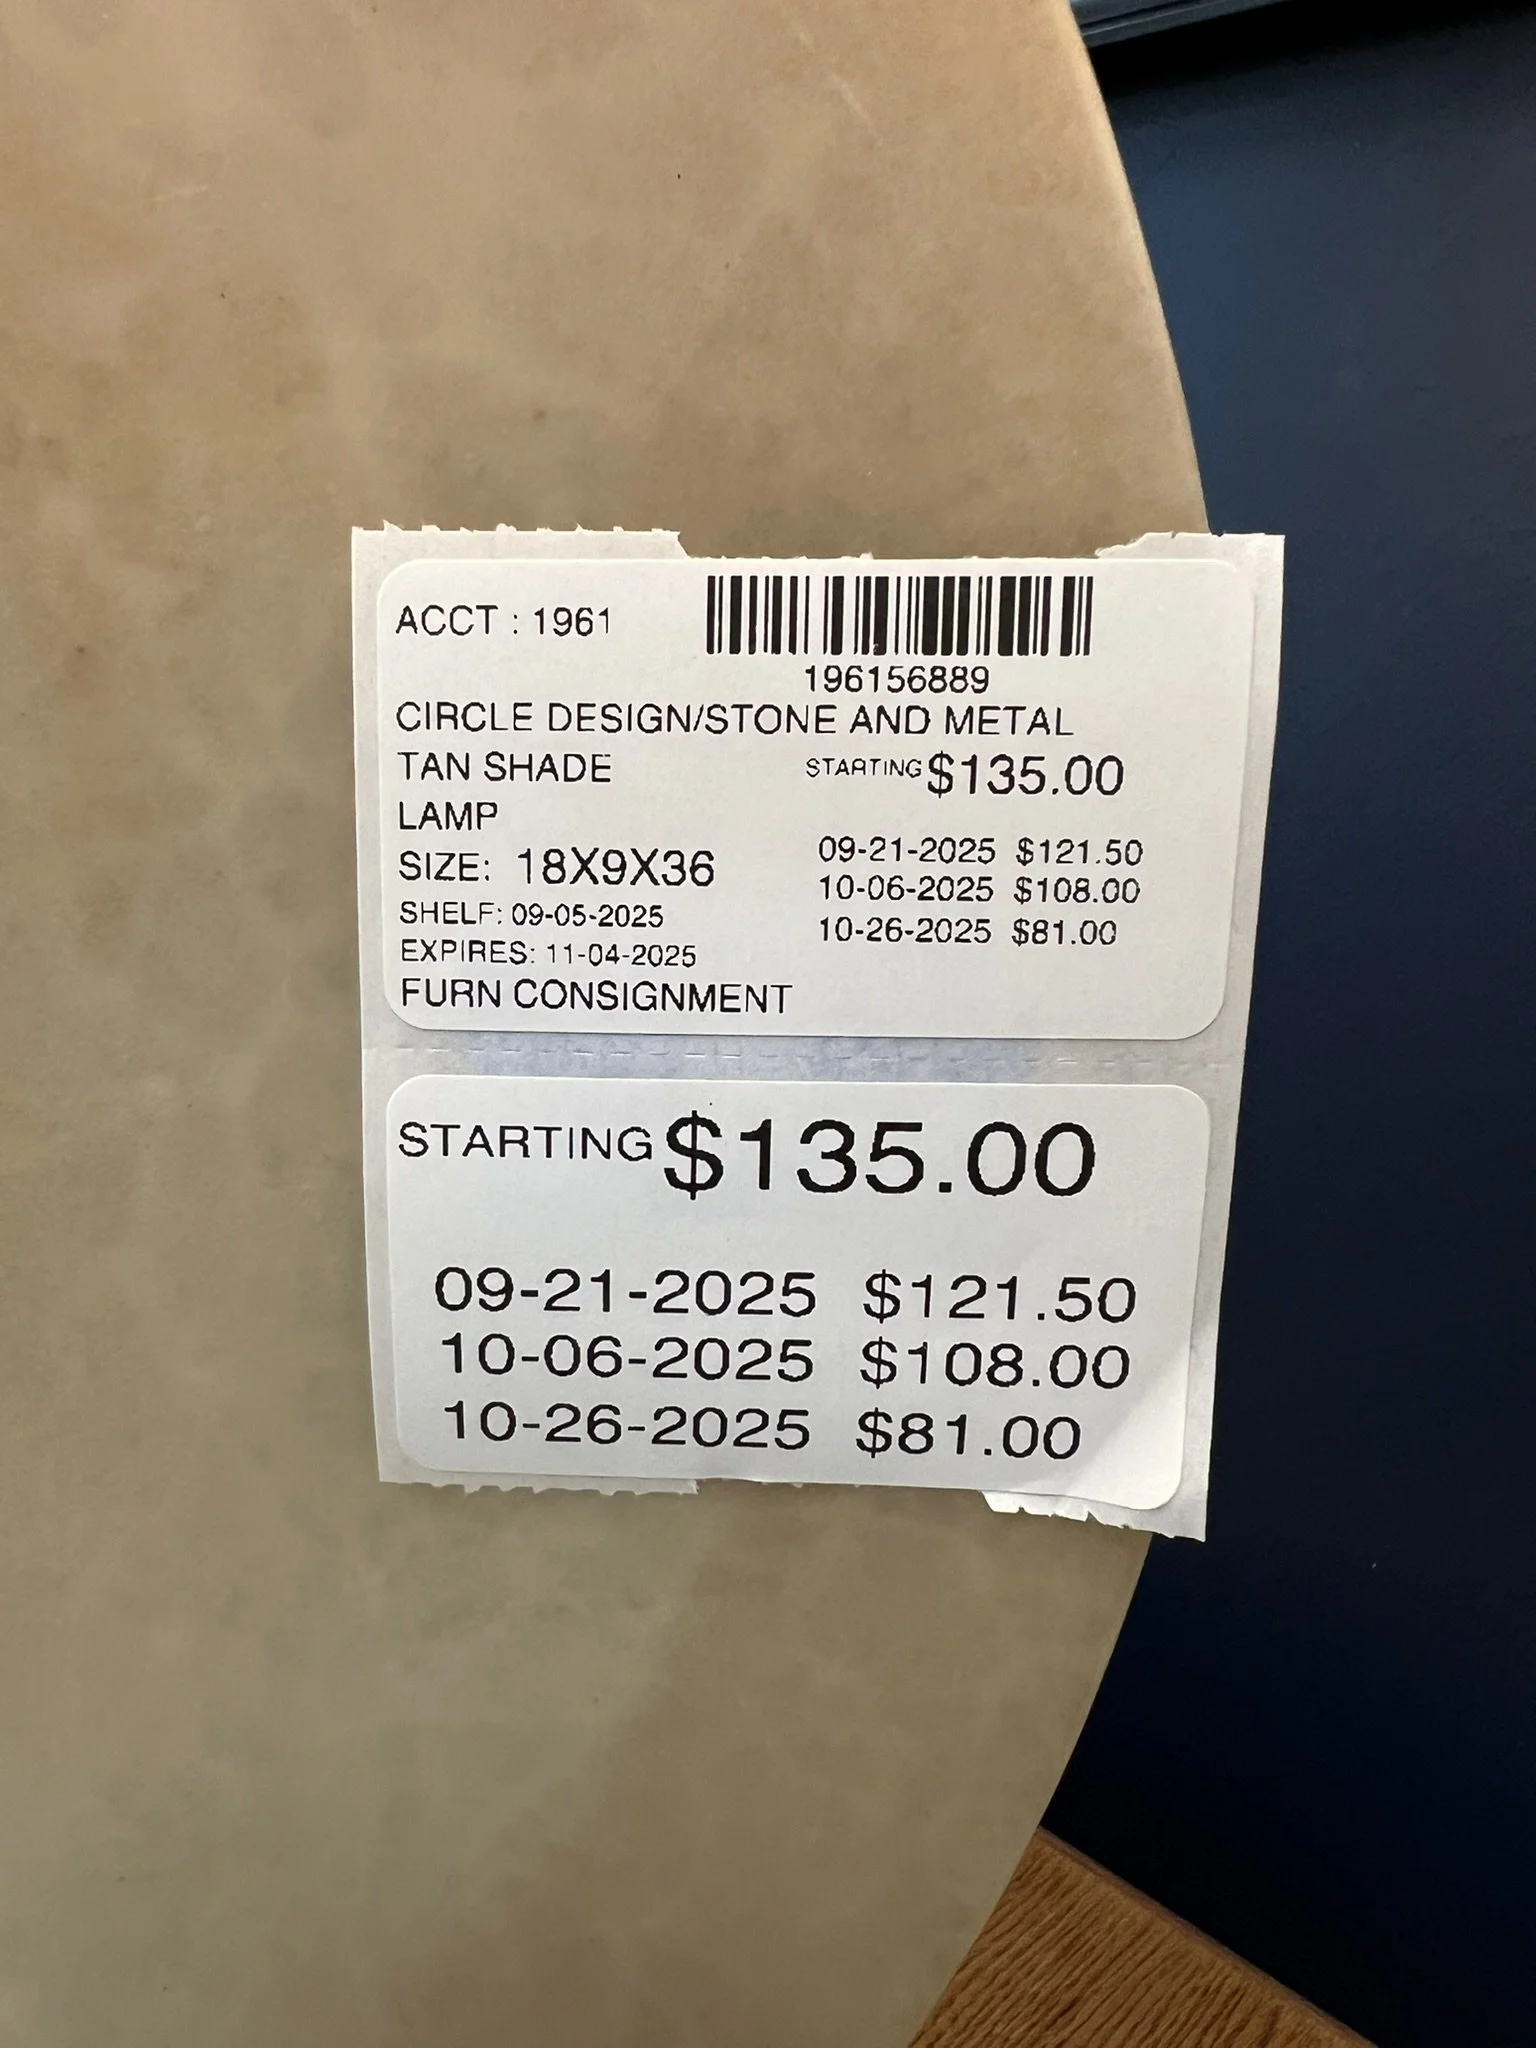 ACCT : 1961
196156889
CIRCLE DESIGN/STONE AND METAL
TAN SHADE
STARTING $135.00
LAMP
09-21-2025 $121.50
SIZE: 18X9X36
10-06-2025 $108.00
SHELF: 09-05-2025
10-26-2025 $81.00
EXPIRES: 11-04-2025
FURN CONSIGNMENT
STARTING $135.00
09-21-2025 $121.50
10-06-2025 $108.00
10-26-2025 $81.00